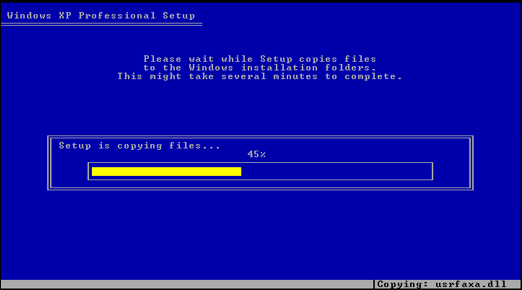 Windows XP Professional Setup
Please wait while Setup copies files
to the Windows installation folders.
This might take several minutes to complete.
Setup is copying files...
45%
Copying: usrfaxa.dll